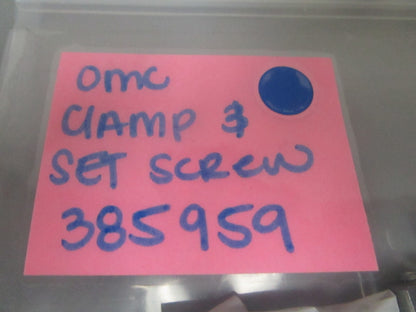 OMC
CLAMP &
SET SCREW
385959